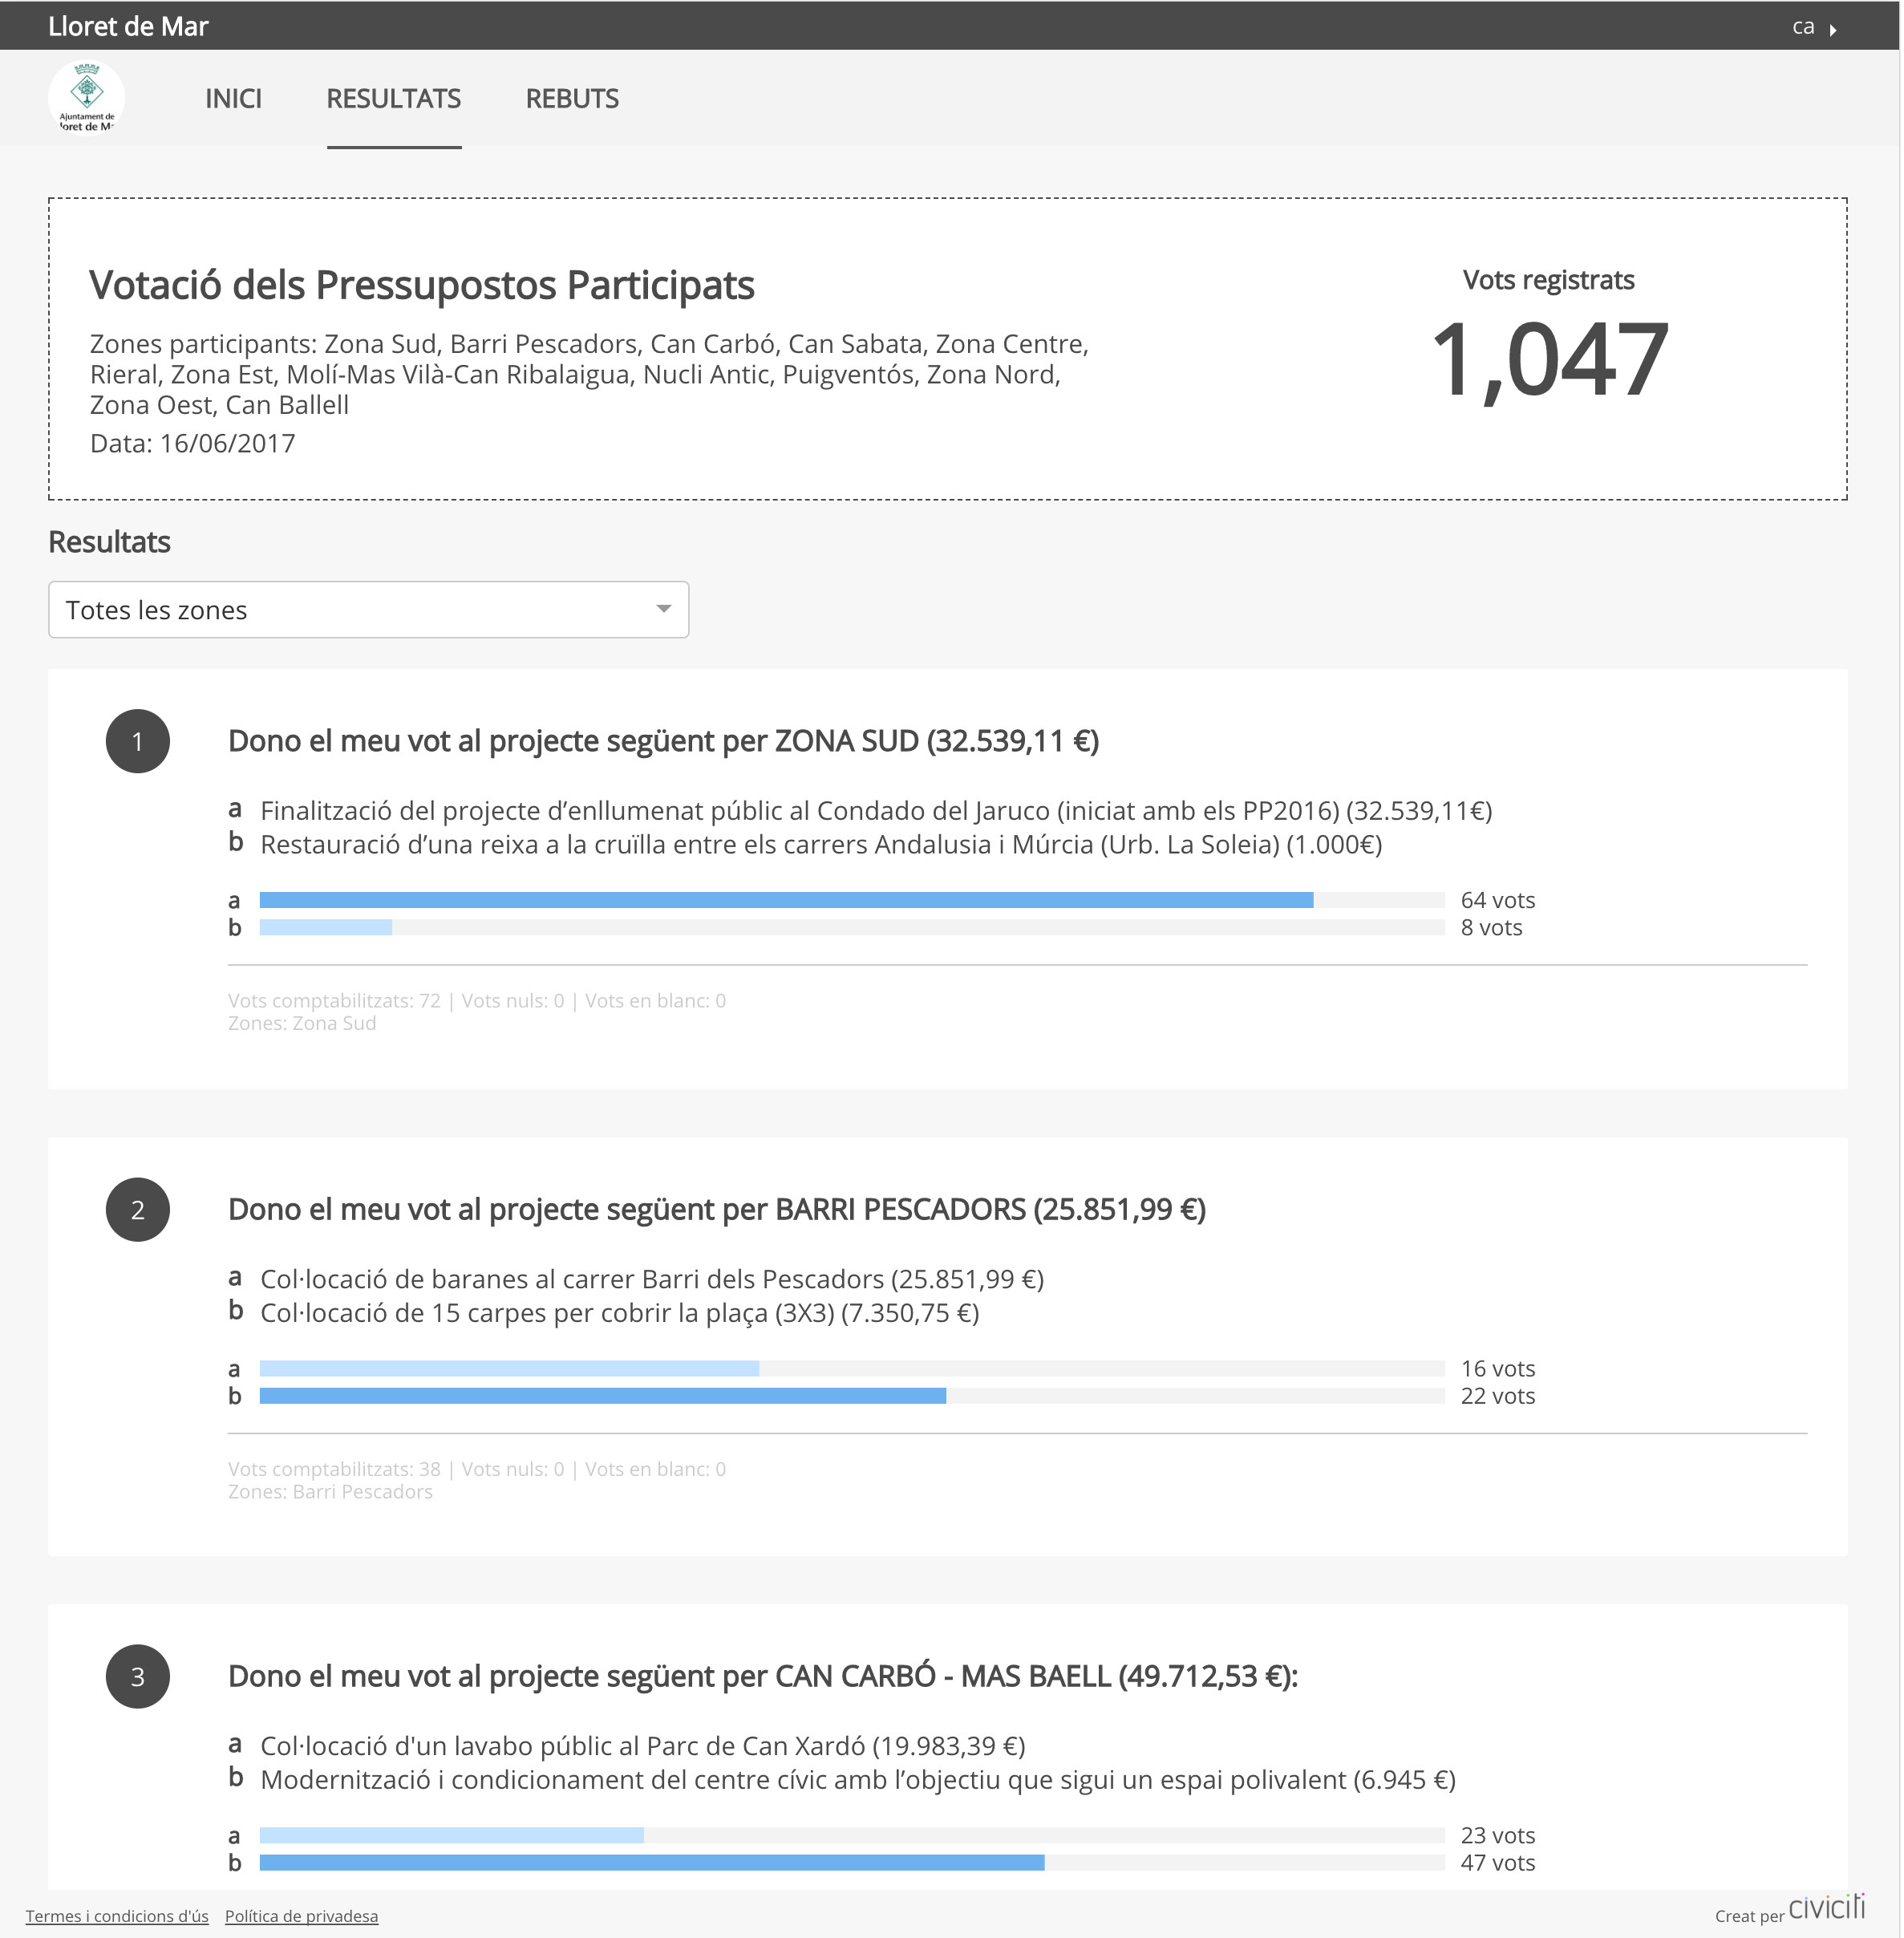 Lloret de Mar
ca
Ajuntament de
loret de M
INICI
RESULTATS
REBUTS
Votació dels Pressupostos Participats
Zones participants: Zona Sud, Barri Pescadors, Can Carbó, Can Sabata, Zona Centre,
Rieral, Zona Est, Molí-Mas Vilà-Can Ribalaigua, Nucli Antic, Puigventós, Zona Nord,
Zona Oest, Can Ballell
Data: 16/06/2017
Vots registrats
1,047
Resultats
Totes les zones
1
Dono el meu vot al projecte següent per ZONA SUD (32.539,11 €)
a Finalització del projecte d’enllumenat públic al Condado del Jaruco (iniciat amb els PP2016) (32.539,11€)
b Restauració d’una reixa a la cruïlla entre els carrers Andalusia i Múrcia (Urb. La Soleia) (1.000€)
a 64 vots
b 8 vots
Vots comptabilitzats: 72 | Vots nuls: 0 | Vots en blanc: 0
Zones: Zona Sud
2
Dono el meu vot al projecte següent per BARRI PESCADORS (25.851,99 €)
a Col·locació de baranes al carrer Barri dels Pescadors (25.851,99 €)
b Col·locació de 15 carpes per cobrir la plaça (3X3) (7.350,75 €)
a 16 vots
b 22 vots
Vots comptabilitzats: 38 | Vots nuls: 0 | Vots en blanc: 0
Zones: Barri Pescadors
3
Dono el meu vot al projecte següent per CAN CARBÓ - MAS BAELL (49.712,53 €):
a Col·locació d'un lavabo públic al Parc de Can Xardó (19.983,39 €)
b Modernització i condicionament del centre cívic amb l’objectiu que sigui un espai polivalent (6.945 €)
a 23 vots
b 47 vots
Termes i condicions d'ús
Política de privadesa
Creat per civiciti